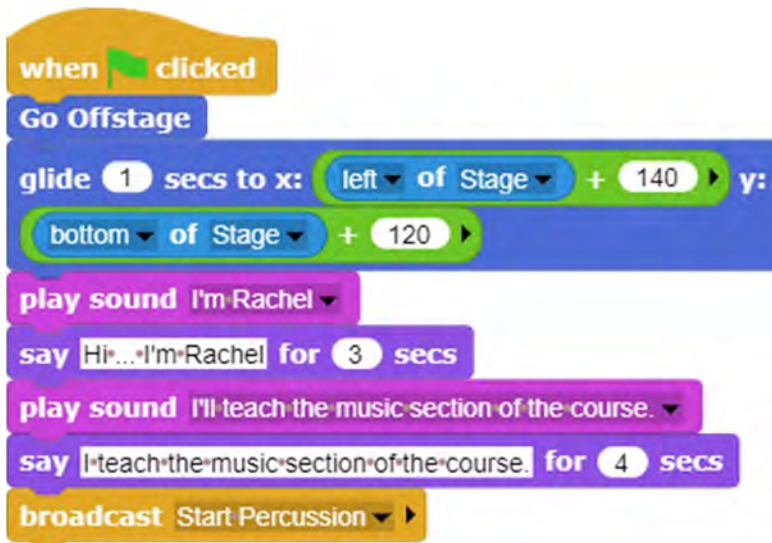 when clicked
Go Offstage
glide 1 secs to x: left of Stage + 140 y:
bottom of Stage + 120
play sound I'm Rachel
say Hi ... I'm Rachel for 3 secs
play sound I'll teach the music section of the course.
say I teach the music section of the course. for 4 secs
broadcast Start Percussion